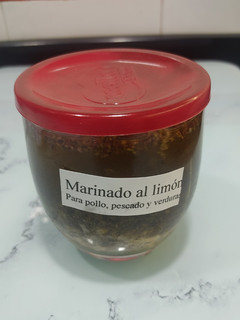 Marinado al limón
Para pollo, pescado y verdura